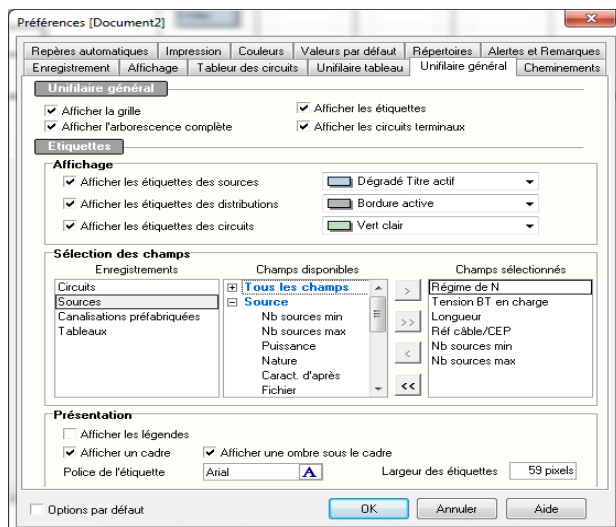 Préférences [Document2]
Repères automatiques Impression Couleurs Valeurs par défaut Répertoires Alertes et Remarques
Enregistrement Affichage Tableur des circuits Unifilaire tableau Unifilaire général Cheminements
Unifilaire général
Afficher la grille Afficher les étiquettes
Afficher l'arborescence complète Afficher les circuits terminaux
Etiquettes
Affichage
Afficher les étiquettes des sources Dégradé Titre actif
Afficher les étiquettes des distributions Bordure active
Afficher les étiquettes des circuits Vert clair
Sélection des champs
Enregistrements Champs disponibles Champs sélectionnés
Circuits Tous les champs > Régime de N
Sources Source Tension BT en charge
Canalisations préfabriquées Nb sources min >> Longueur
Tableaux Nb sources max Réf câble/CEP
Puissance < Nb sources min
Nature Nb sources max
Caract. d'après <<
Fichier
Présentation
Afficher les légendes
Afficher un cadre Afficher une ombre sous le cadre
Police de l'étiquette Arial A Largeur des étiquettes 59 pixels
Options par défaut OK Annuler Aide